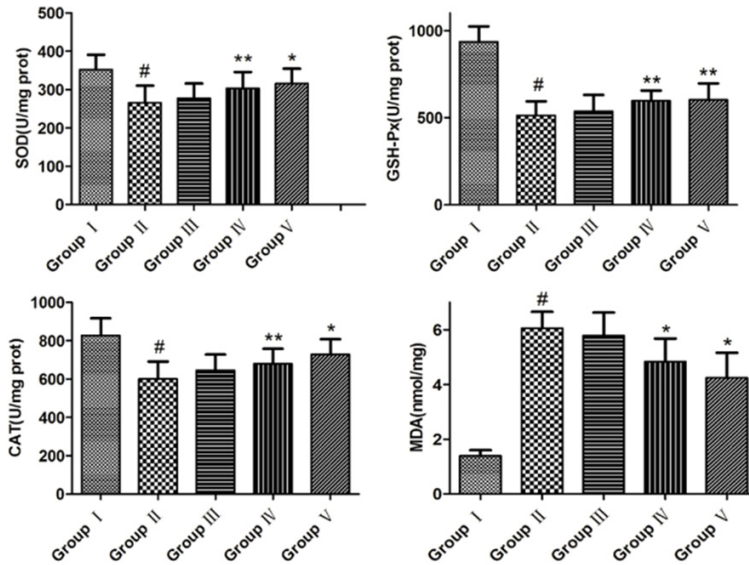 SOD(U/mg prot)
500
400
300
200
100
0
#
**
*
Group Ⅰ
Group Ⅱ
Group Ⅲ
Group Ⅳ
Group Ⅴ
GSH-Px(U/mg prot)
1000
500
0
#
**
**
Group Ⅰ
Group Ⅱ
Group Ⅲ
Group Ⅳ
Group Ⅴ
CAT(U/mg prot)
1000
800
600
400
200
0
#
**
*
Group Ⅰ
Group Ⅱ
Group Ⅲ
Group Ⅳ
Group Ⅴ
MDA(nmol/mg)
6
4
2
0
#
*
*
Group Ⅰ
Group Ⅱ
Group Ⅲ
Group Ⅳ
Group Ⅴ